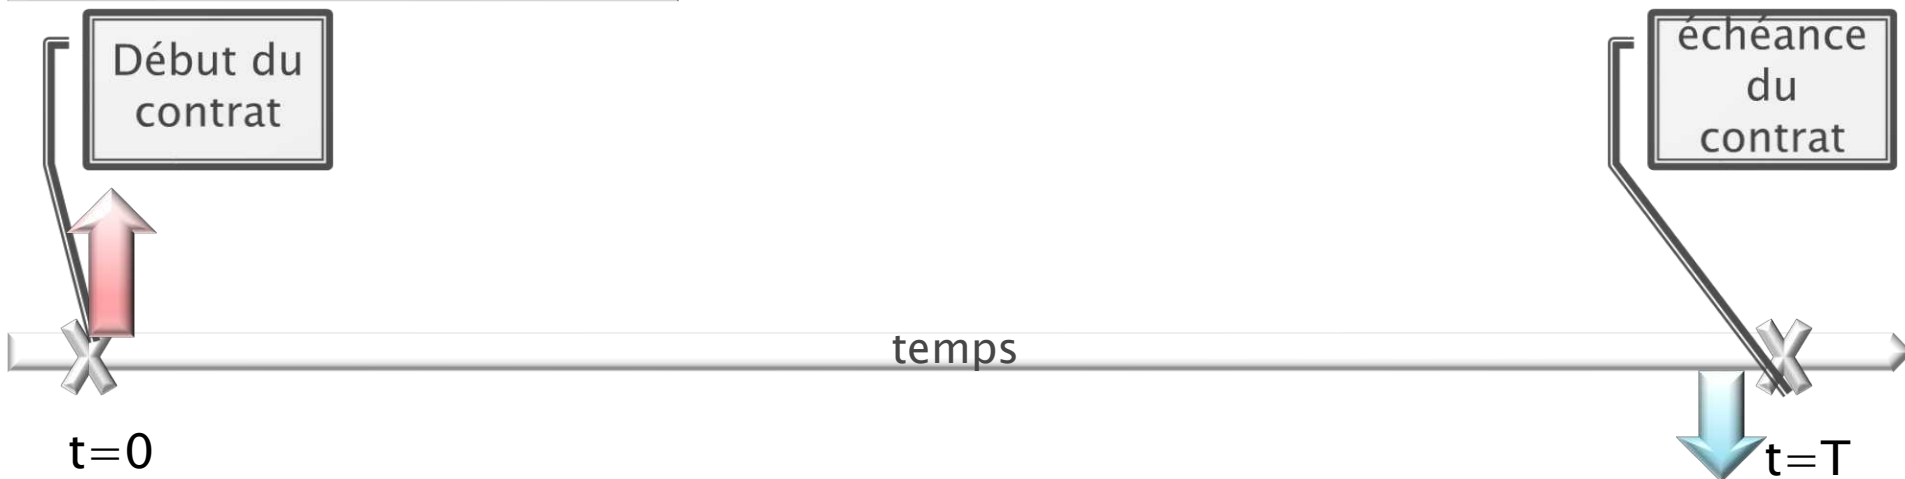 Début du
contrat
échéance
du
contrat
temps
t=0
t=T